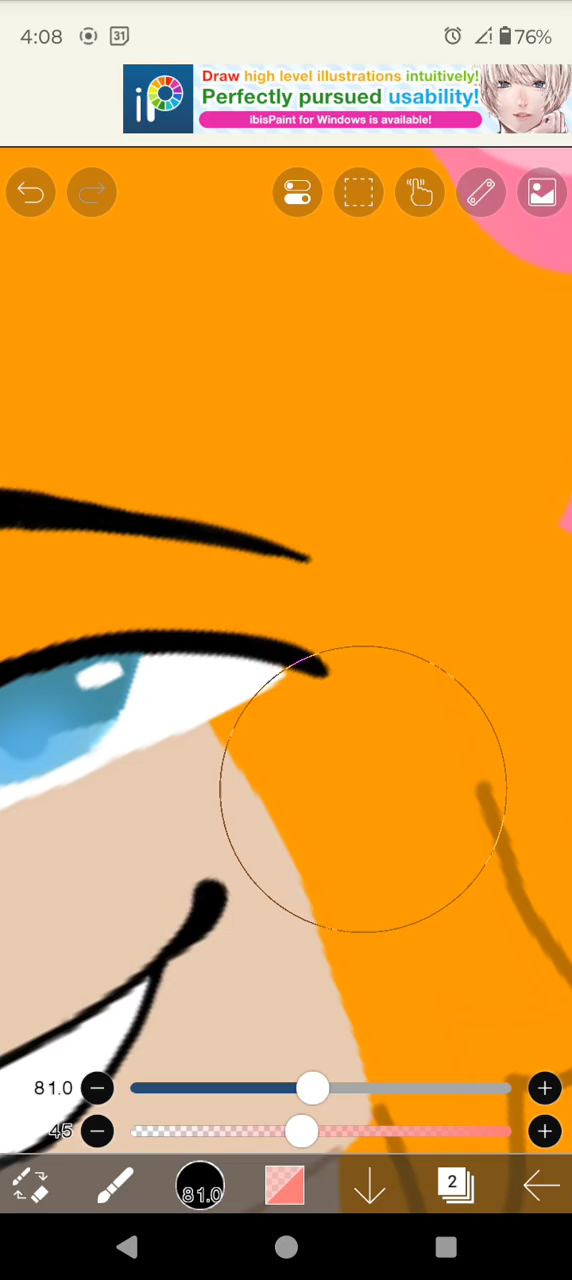 4:08
31
76%
iP
Draw high level illustrations intuitively!
Perfectly pursued usability!
ibisPaint for Windows is available!
81.0
45
81.0
2